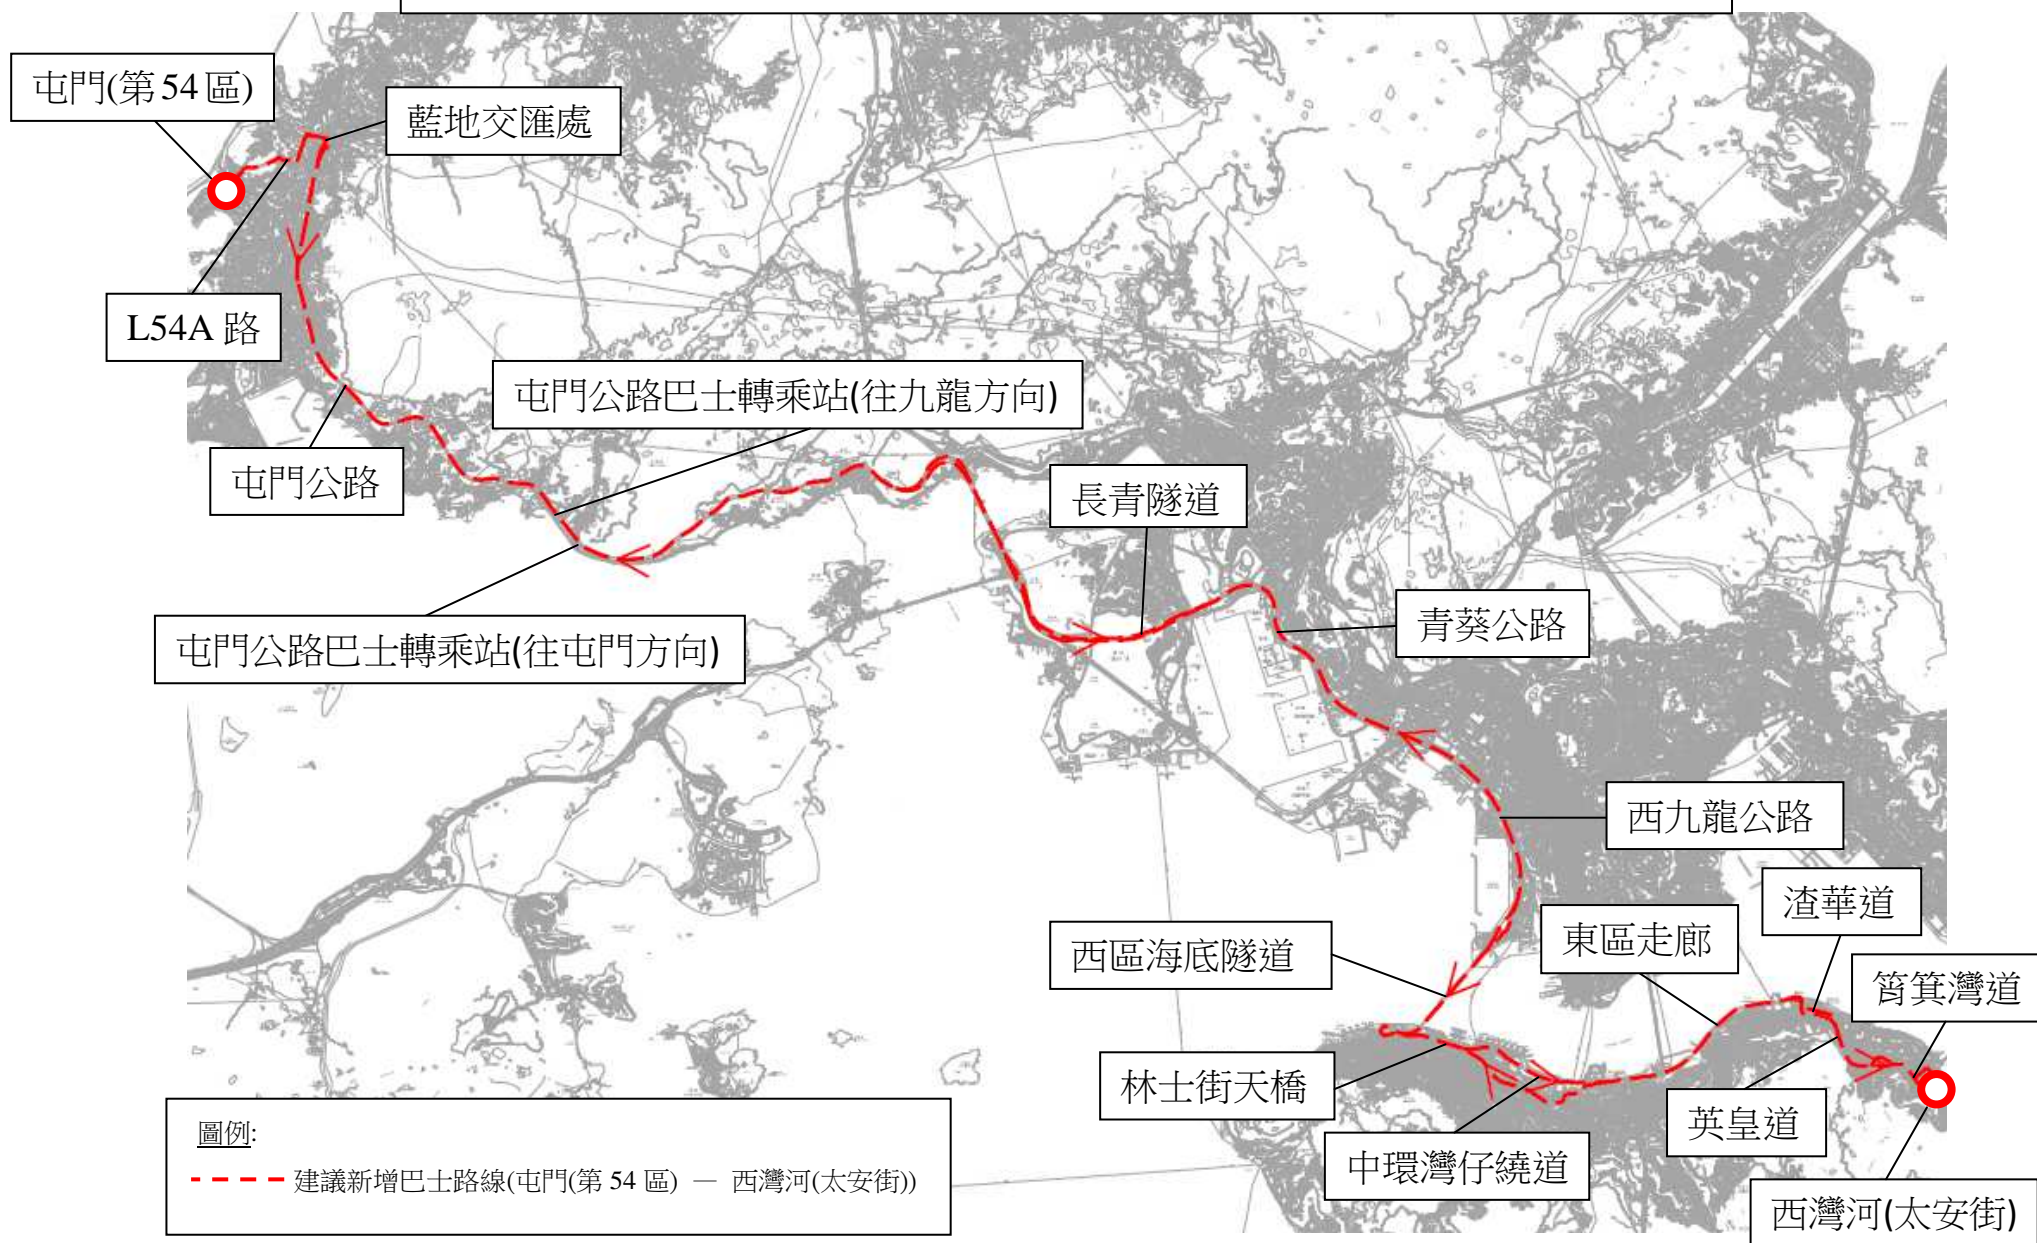 屯門(第54區)
藍地交匯處
L54A 路
屯門公路巴士轉乘站(往九龍方向)
屯門公路
長青隧道
屯門公路巴士轉乘站(往屯門方向)
青葵公路
西九龍公路
渣華道
東區走廊
西區海底隧道
筲箕灣道
林士街天橋
英皇道
中環灣仔繞道
西灣河(太安街)
圖例:
建議新增巴士路線(屯門(第 54 區) — 西灣河(太安街))